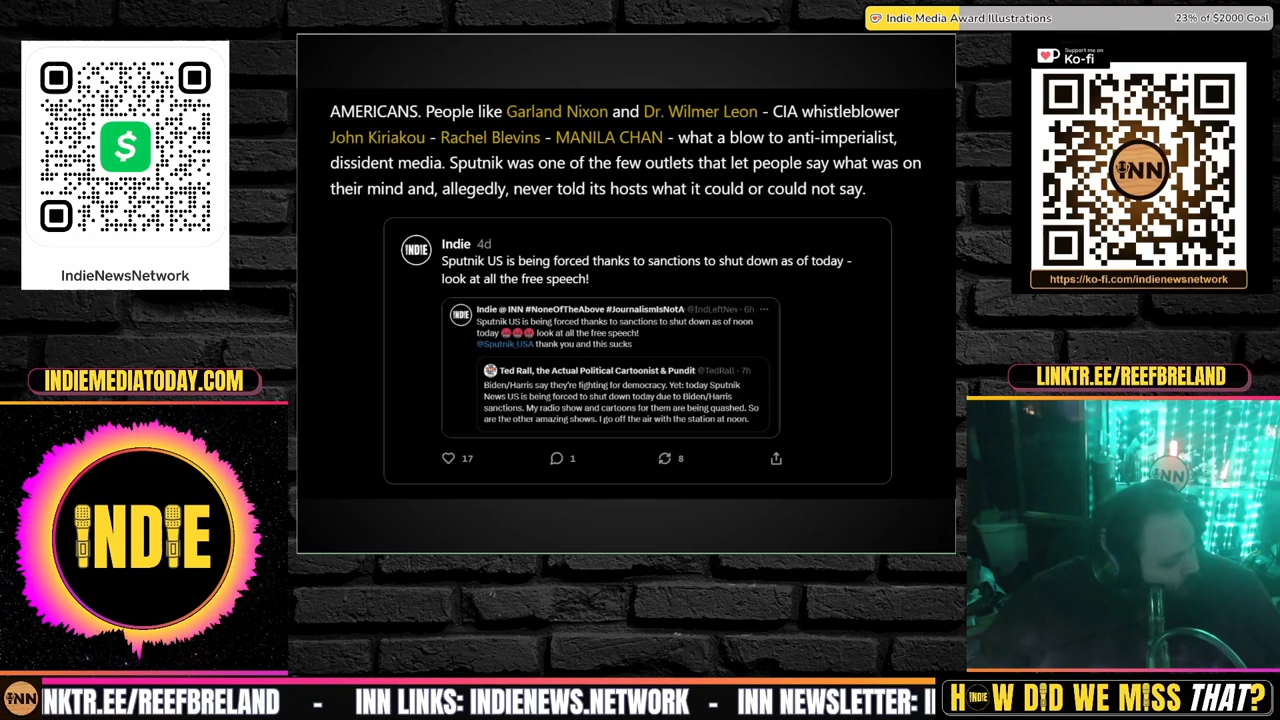 Indie Media Award Illustrations
23% of $2000 Goal
Support me on
Ko-fi
IndieNewsNetwork
INN
https://ko-fi.com/indienewsnetwork
AMERICANS. People like Garland Nixon and Dr. Wilmer Leon - CIA whistleblower
John Kiriakou - Rachel Blevins - MANILA CHAN - what a blow to anti-imperialist,
dissident media. Sputnik was one of the few outlets that let people say what was on
their mind and, allegedly, never told its hosts what it could or could not say.
INDIE
Indie 4d
Sputnik US is being forced thanks to sanctions to shut down as of today -
look at all the free speech!
INDIE
Indie @ INN #NoneOfTheAbove #JournalismIsNotA @IndLeftNev · 6h
Sputnik US is being forced thanks to sanctions to shut down as of noon
today 😡😡😡 look at all the free speech!
@Sputnik_USA thank you and this sucks
Ted Rall, the Actual Political Cartoonist & Pundit @TedRall · 7h
Biden/Harris say they're fighting for democracy. Yet: today Sputnik
News US is being forced to shut down today due to Biden/Harris
sanctions. My radio show and cartoons for them are being quashed. So
are the other amazing shows. I go off the air with the station at noon.
17
1
8
INDIEMEDIATODAY.COM
LINKTR.EE/REEFBRELAND
INDIE
INN
INN
NKTR.EE/REEFBRELAND - INN LINKS: INDIENEWS.NETWORK - INN NEWSLETTER: I
HOW DID WE MISS THAT?